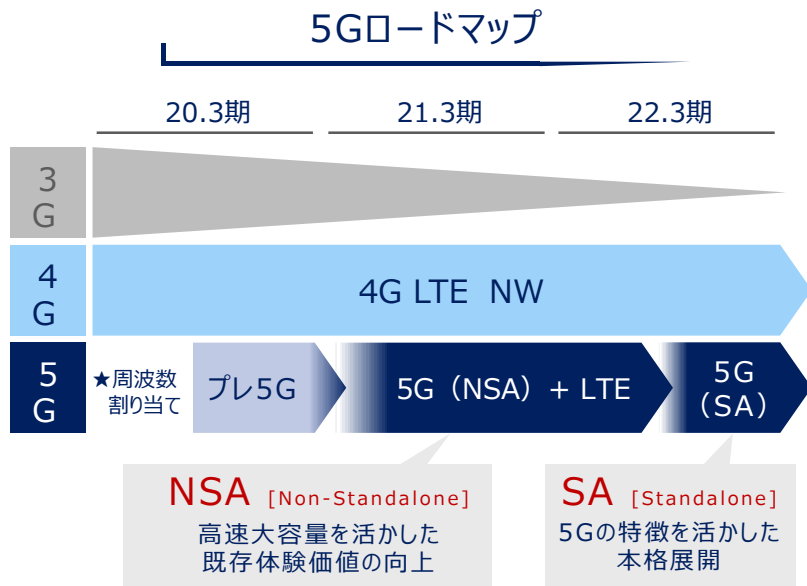 5Gロードマップ
20.3期 21.3期 22.3期
3
G
4
G
4G LTE NW
5
G
★周波数
割り当て
プレ5G
5G（NSA）+ LTE
5G
（SA）
NSA [Non-Standalone]
高速大容量を活かした
既存体験価値の向上
SA [Standalone]
5Gの特徴を活かした
本格展開